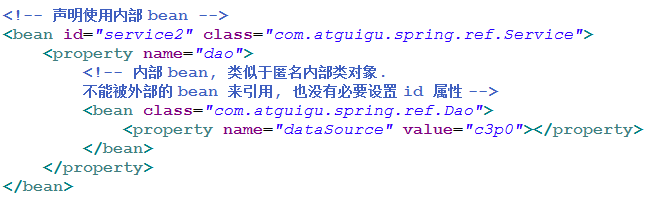 <!-- 声明使用内部 bean -->
<bean id="service2" class="com.atguigu.spring.ref.Service">
    <property name="dao">
        <!-- 内部 bean, 类似于匿名内部类对象.
        不能被外部的 bean 来引用, 也没有必要设置 id 属性 -->
        <bean class="com.atguigu.spring.ref.Dao">
            <property name="dataSource" value="c3p0"></property>
        </bean>
    </property>
</bean>